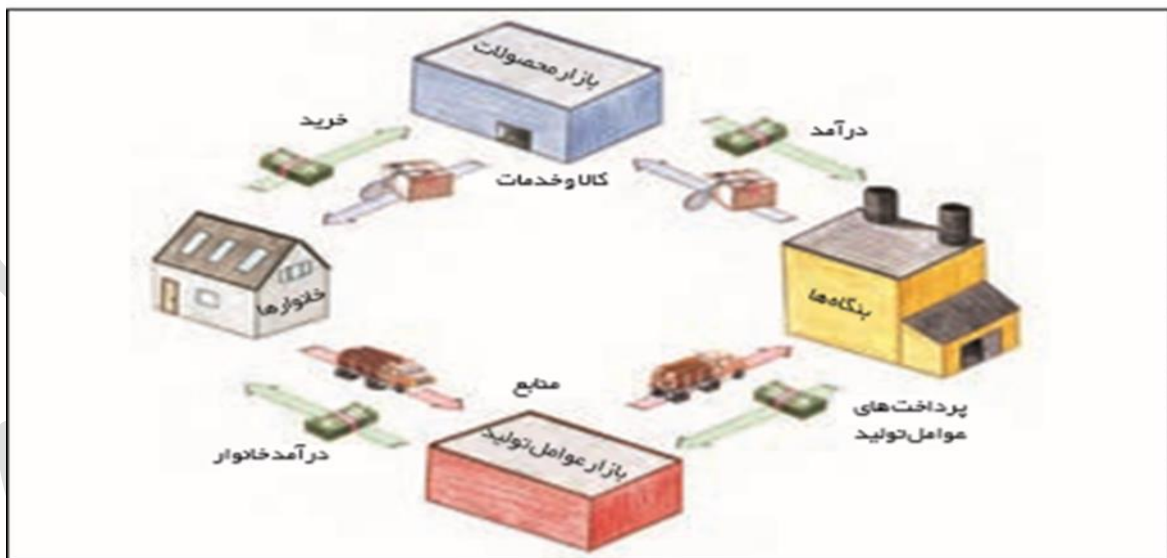 بازار محصولات
خرید
درآمد
کالا و خدمات
خانوارها
بنگاه‌ها
منابع
پرداخت‌های
عوامل تولید
بازار عوامل تولید
درآمد خانوار